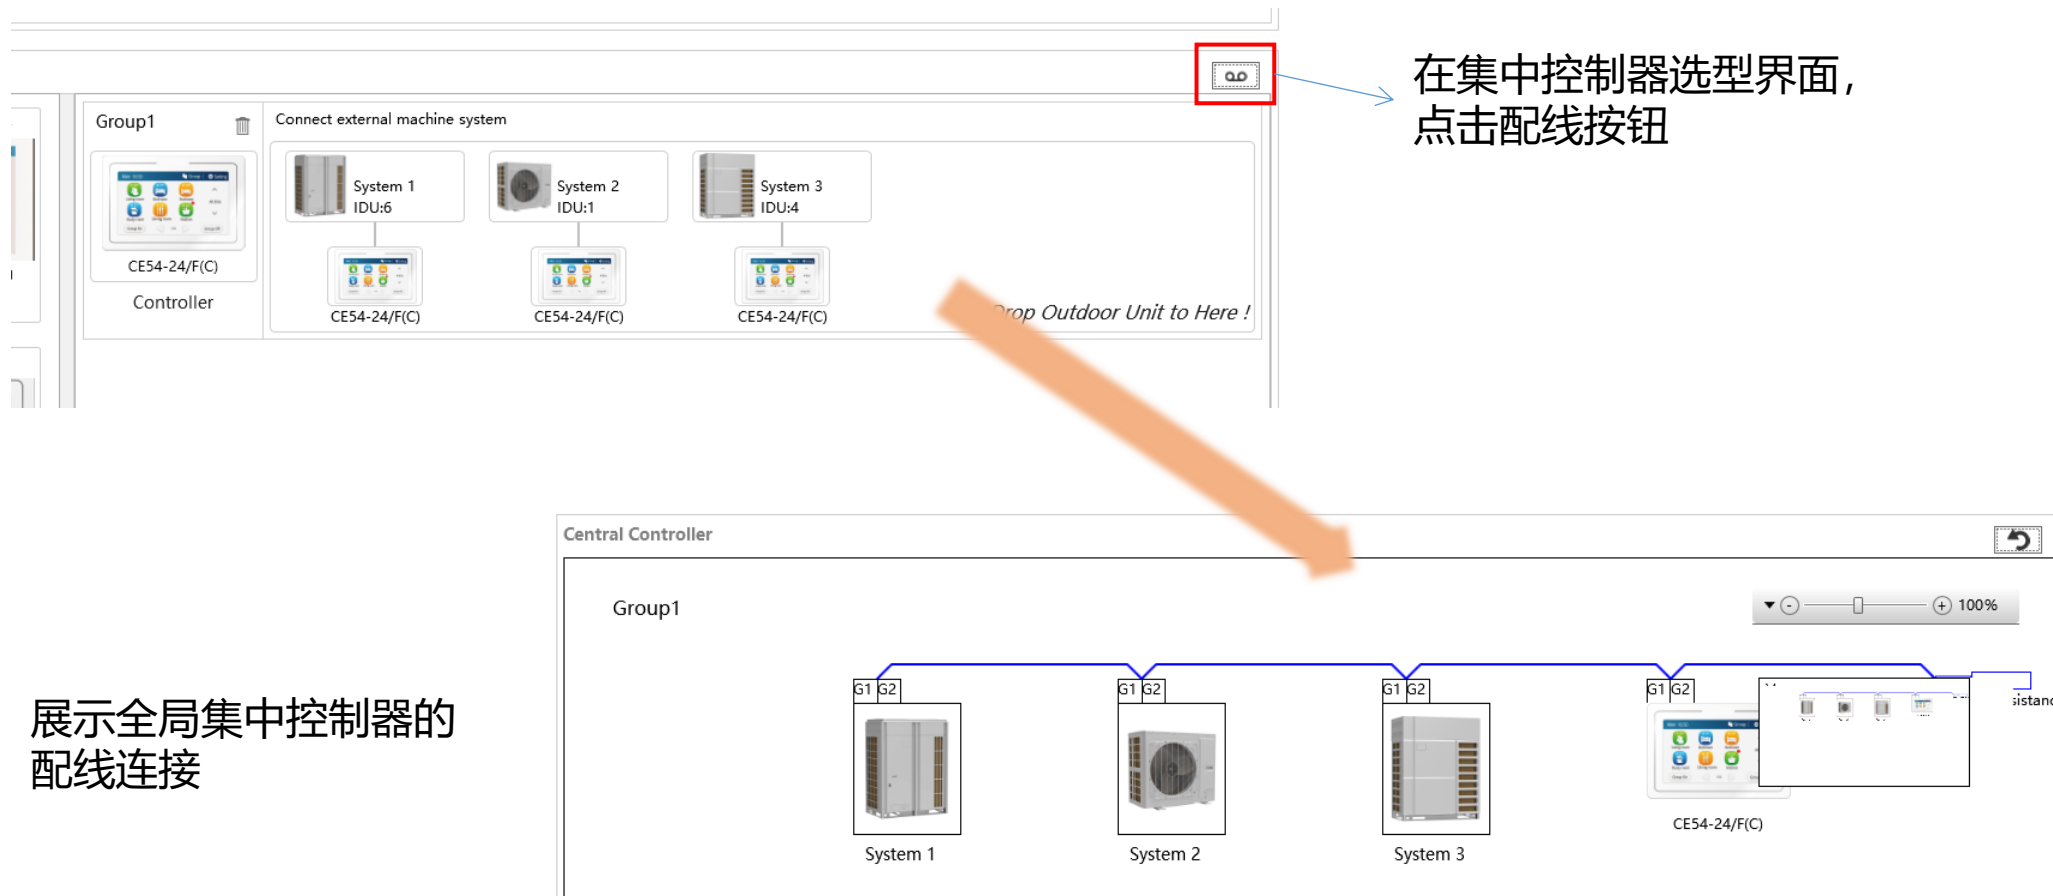 在集中控制器选型界面，
点击配线按钮
Group1
Connect external machine system
System 1
IDU:6
System 2
IDU:1
System 3
IDU:4
CE54-24/F(C)
Controller
CE54-24/F(C)
CE54-24/F(C)
CE54-24/F(C)
Drop Outdoor Unit to Here !
Central Controller
Group1
100%
G1 G2
G1 G2
G1 G2
G1 G2
展示全局集中控制器的
配线连接
CE54-24/F(C)
System 1
System 2
System 3